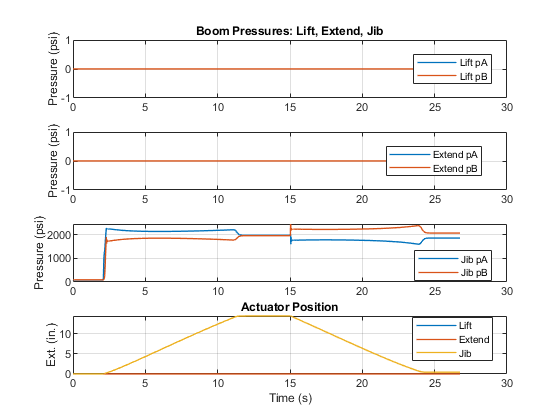 Boom Pressures: Lift, Extend, Jib
Pressure (psi)
1
0
-1
0 5 10 15 20 25 30
Lift pA
Lift pB
Pressure (psi)
1
0
-1
0 5 10 15 20 25 30
Extend pA
Extend pB
Pressure (psi)
2000
1000
0
0 5 10 15 20 25 30
Jib pA
Jib pB
Actuator Position
Ext. (in.)
10
5
0
0 5 10 15 20 25 30
Lift
Extend
Jib
Time (s)